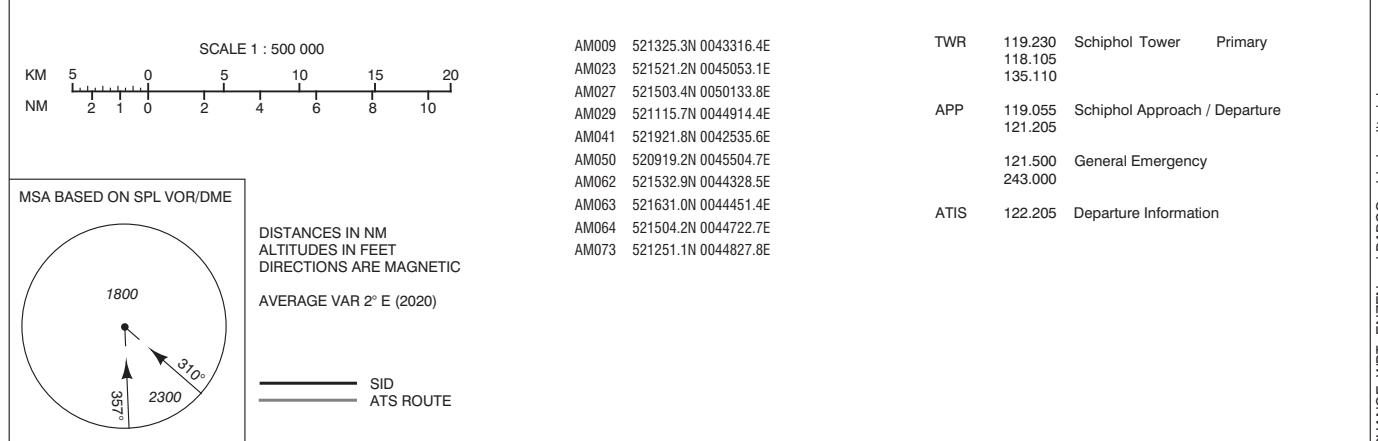 SCALE 1 : 500 000
KM 5 0 5 10 15 20
NM 2 1 0 2 4 6 8 10
MSA BASED ON SPL VOR/DME
1800
310°
357°
2300
DISTANCES IN NM
ALTITUDES IN FEET
DIRECTIONS ARE MAGNETIC
AVERAGE VAR 2° E (2020)
SID
ATS ROUTE
AM009 521325.3N 0043316.4E
AM023 521521.2N 0045053.1E
AM027 521503.4N 0050133.8E
AM029 521115.7N 0044914.4E
AM041 521921.8N 0042535.6E
AM050 520919.2N 0045504.7E
AM062 521532.9N 0044328.5E
AM063 521631.0N 0044451.4E
AM064 521504.2N 0044722.7E
AM073 521251.1N 0044827.8E
TWR 119.230 Schiphol Tower Primary
118.105
135.110
APP 119.055 Schiphol Approach / Departure
121.205
121.500 General Emergency
243.000
ATIS 122.205 Departure Information